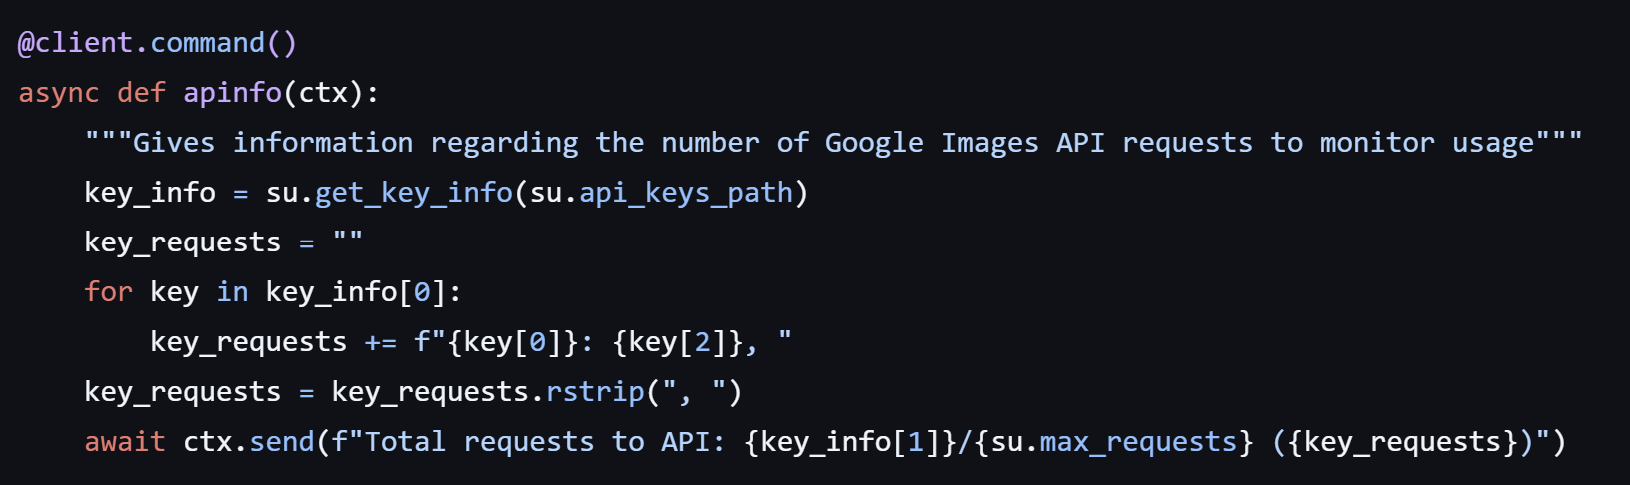 @client.command()
async def apinfo(ctx):
    """Gives information regarding the number of Google Images API requests to monitor usage"""
    key_info = su.get_key_info(su.api_keys_path)
    key_requests = ""
    for key in key_info[0]:
        key_requests += f"{key[0]}: {key[2]}, "
    key_requests = key_requests.rstrip(", ")
    await ctx.send(f"Total requests to API: {key_info[1]}/{su.max_requests} ({key_requests})")